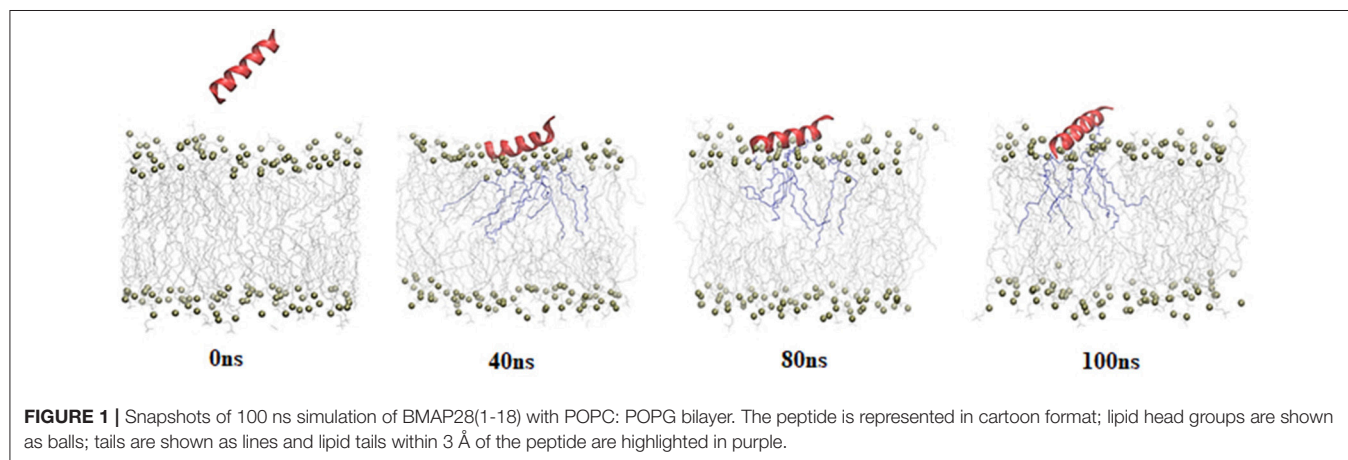 0ns 40ns 80ns 100ns
FIGURE 1 | Snapshots of 100 ns simulation of BMAP28(1-18) with POPC: POPG bilayer. The peptide is represented in cartoon format; lipid head groups are shown
as balls; tails are shown as lines and lipid tails within 3 Å of the peptide are highlighted in purple.